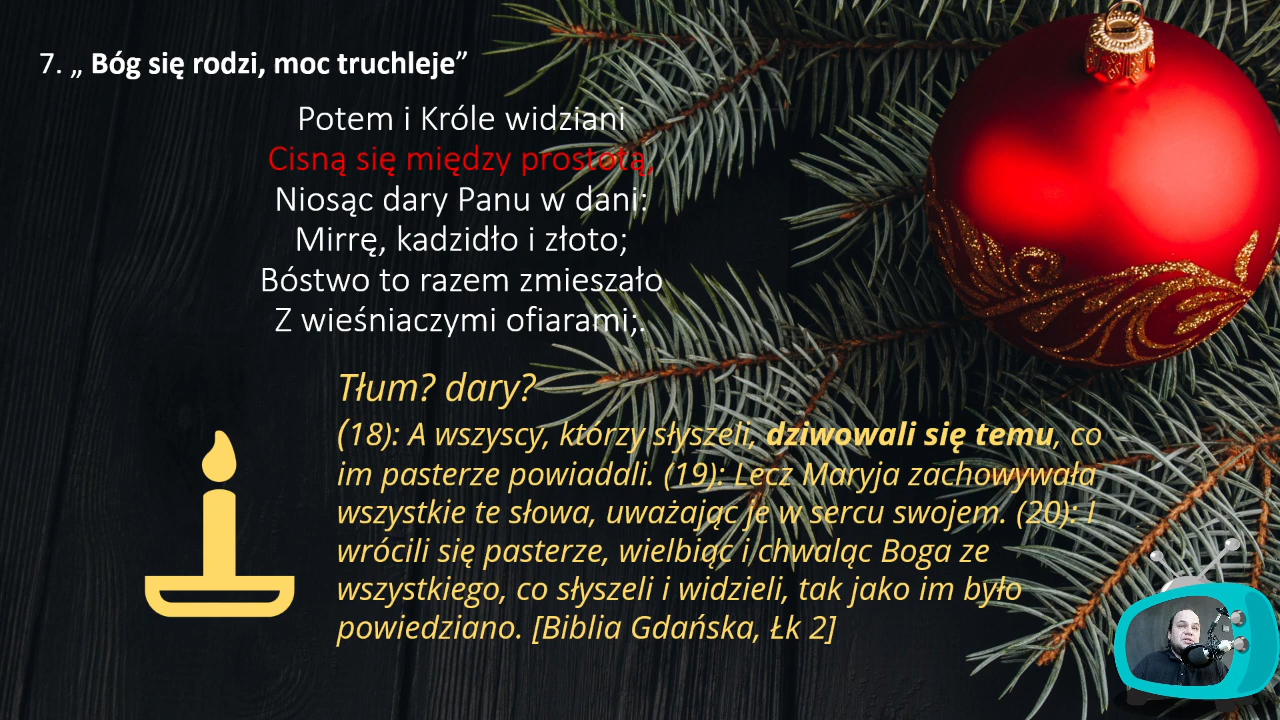 7. „ Bóg się rodzi, moc truchleje”
Potem i Króle widziani
Cisną się między prostotą,
Niosąc dary Panu w dani:
Mirrę, kadzidło i złoto;
Bóstwo to razem zmieszało
Z wieśniaczymi ofiarami;.
Tłum? dary?
(18): A wszyscy, którzy słyszeli, dziwowali się temu, co
im pasterze powiadali. (19): Lecz Maryja zachowywała
wszystkie te słowa, uważając je w sercu swojem. (20): I
wrócili się pasterze, wielbiąc i chwaląc Boga ze
wszystkiego, co słyszeli i widzieli, tak jako im było
powiedziano. [Biblia Gdańska, Łk 2]